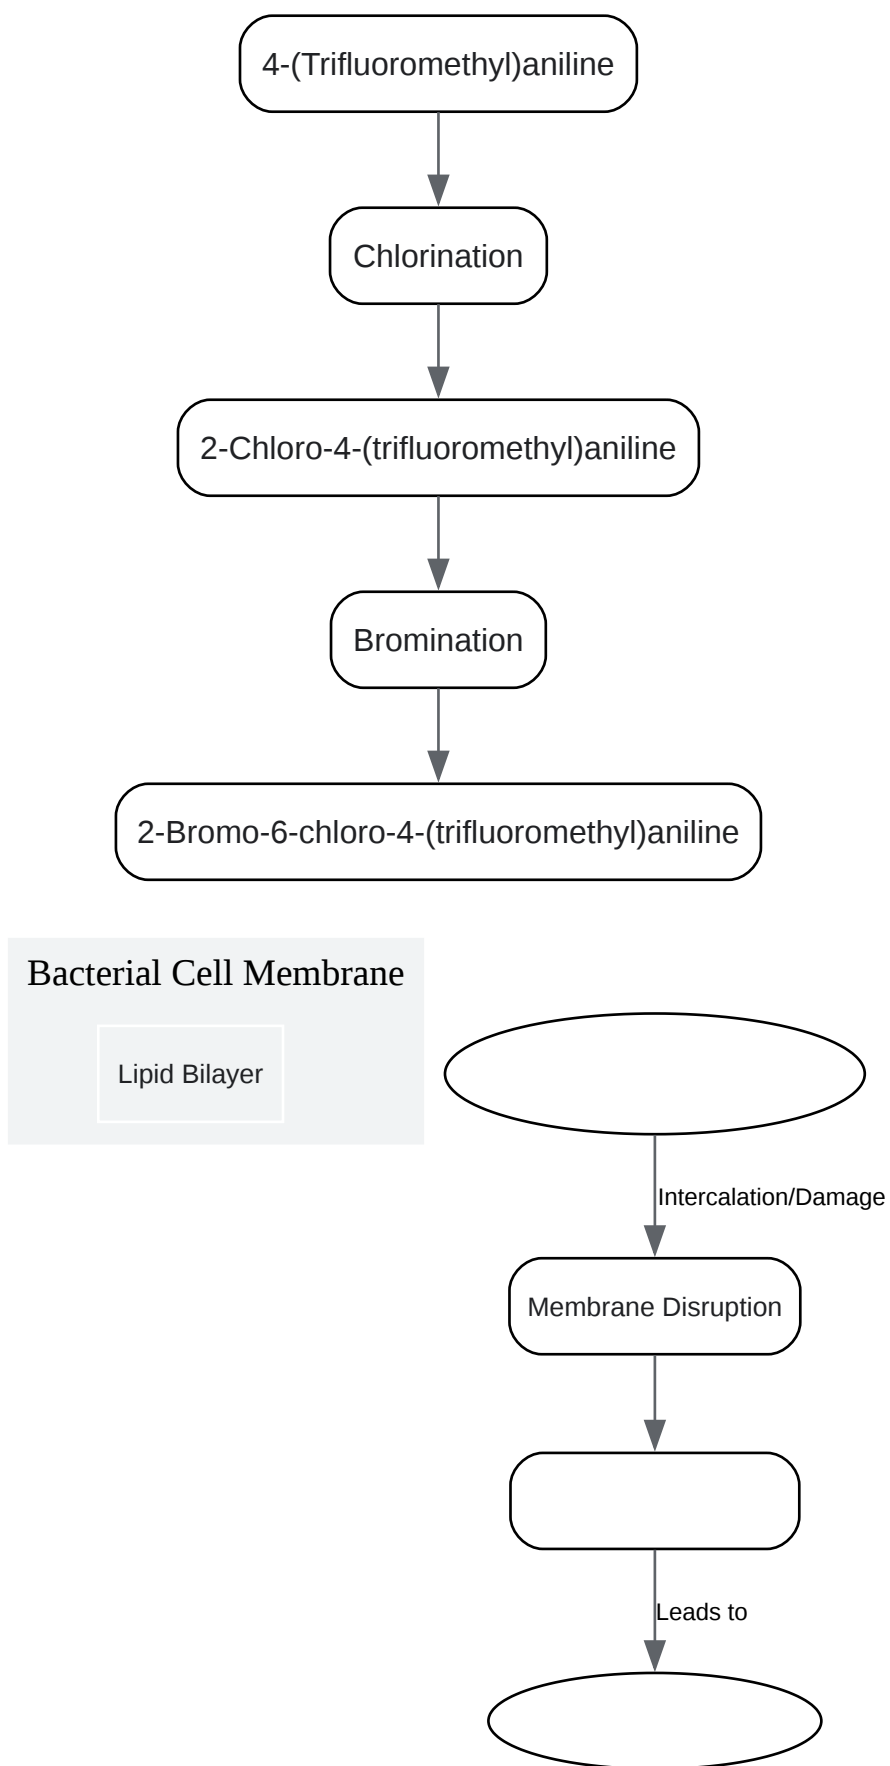 4-(Trifluoromethyl)aniline
Chlorination
2-Chloro-4-(trifluoromethyl)aniline
Bromination
2-Bromo-6-chloro-4-(trifluoromethyl)aniline
Bacterial Cell Membrane
Lipid Bilayer
Intercalation/Damage
Membrane Disruption
Leads to